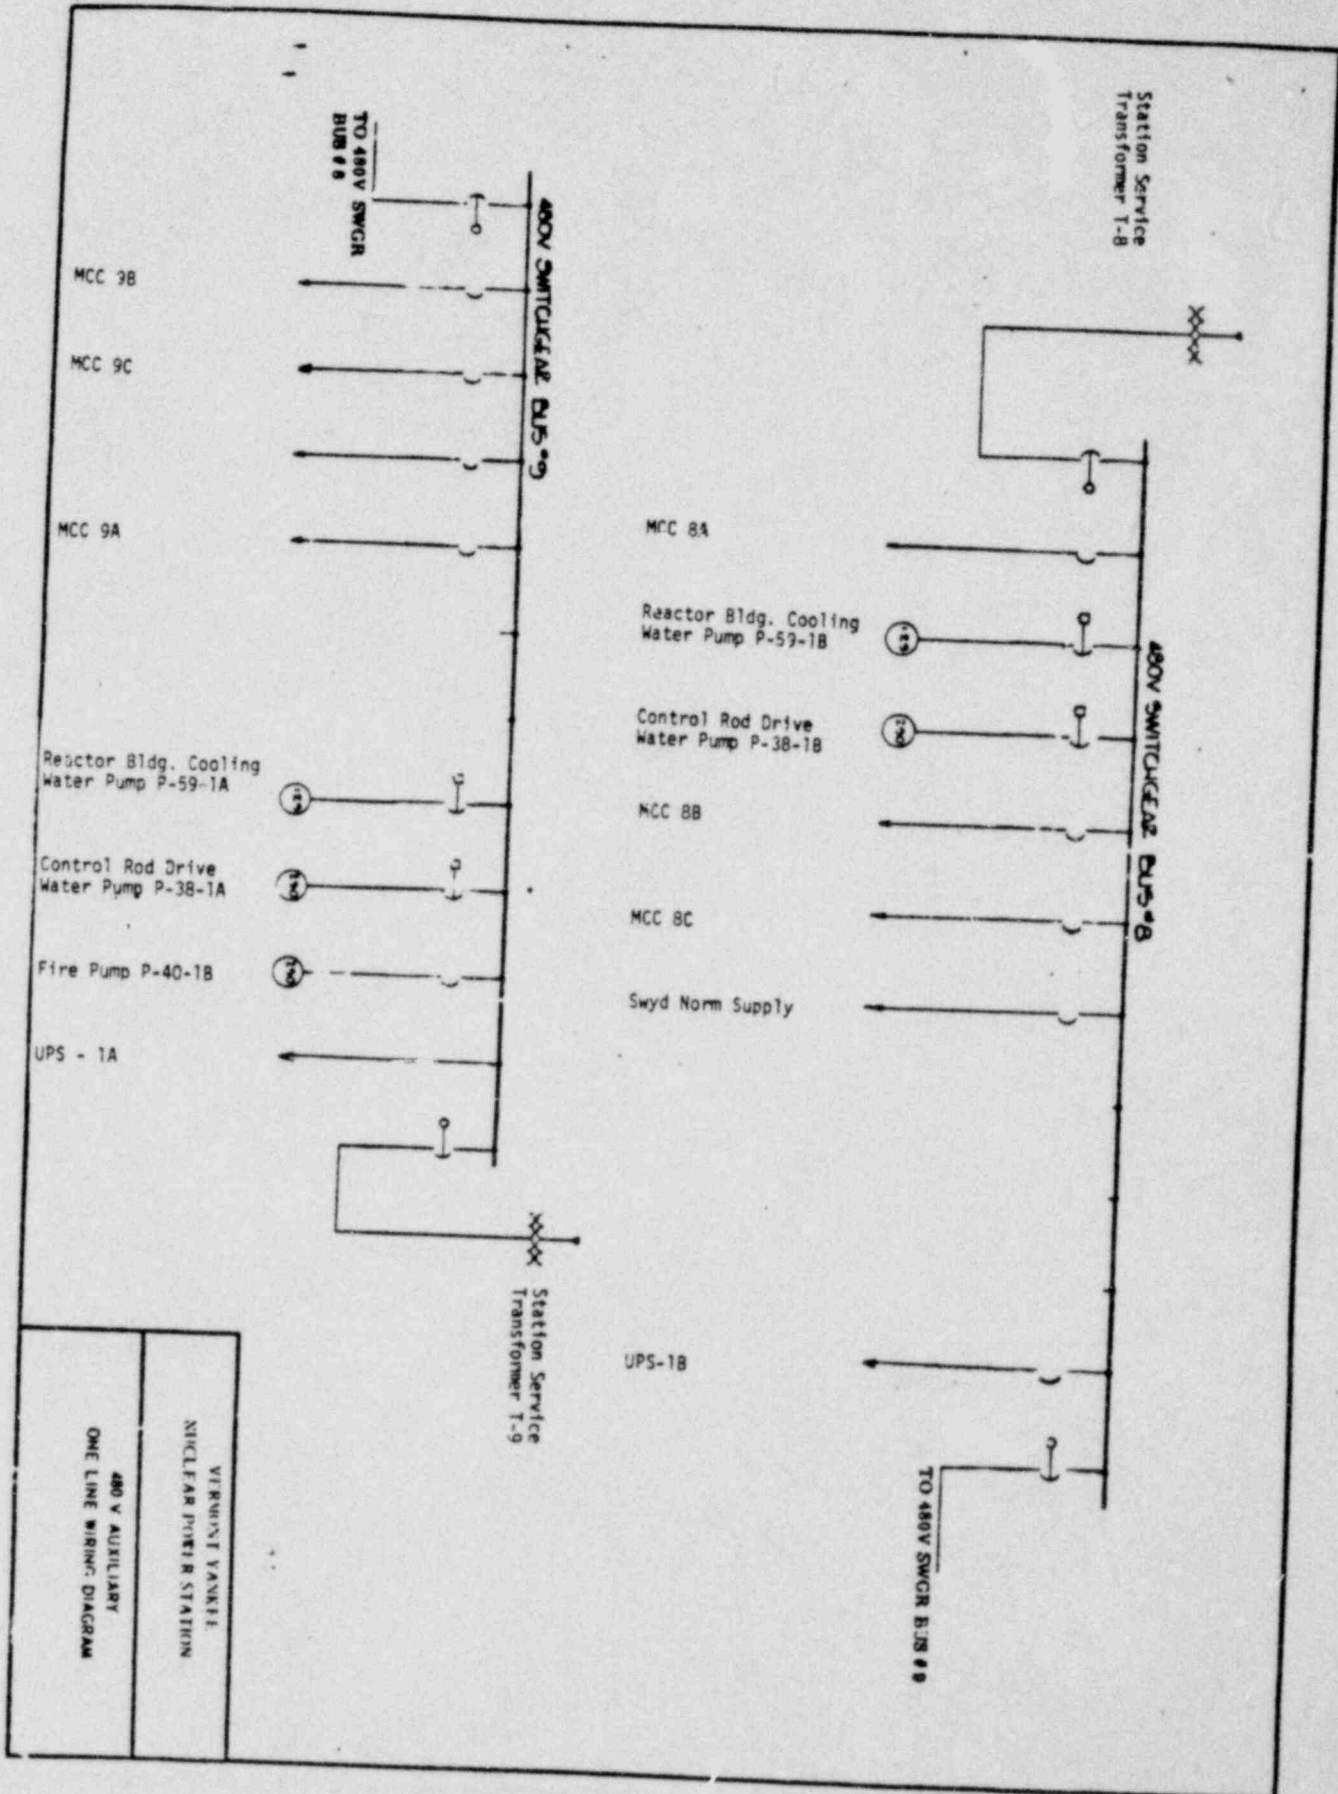 Station Service
Transformer T-8
480V SWITCHGEAR BUS #8
MCC 8A
Reactor Bldg. Cooling
Water Pump P-59-1B
Control Rod Drive
Water Pump P-38-1B
MCC 8B
MCC 8C
Swyd Norm Supply
UPS-1B
TO 480V SWGR BUS #9
TO 480V SWGR
BUS #8
480V SWITCHGEAR BUS #9
MCC 9B
MCC 9C
MCC 9A
Reactor Bldg. Cooling
Water Pump P-59-1A
Control Rod Drive
Water Pump P-38-1A
Fire Pump P-40-1B
UPS - 1A
Station Service
Transformer T-9
VERMONT YANKEE
NUCLEAR POWER STATION
480 V AUXILIARY
ONE LINE WIRING DIAGRAM